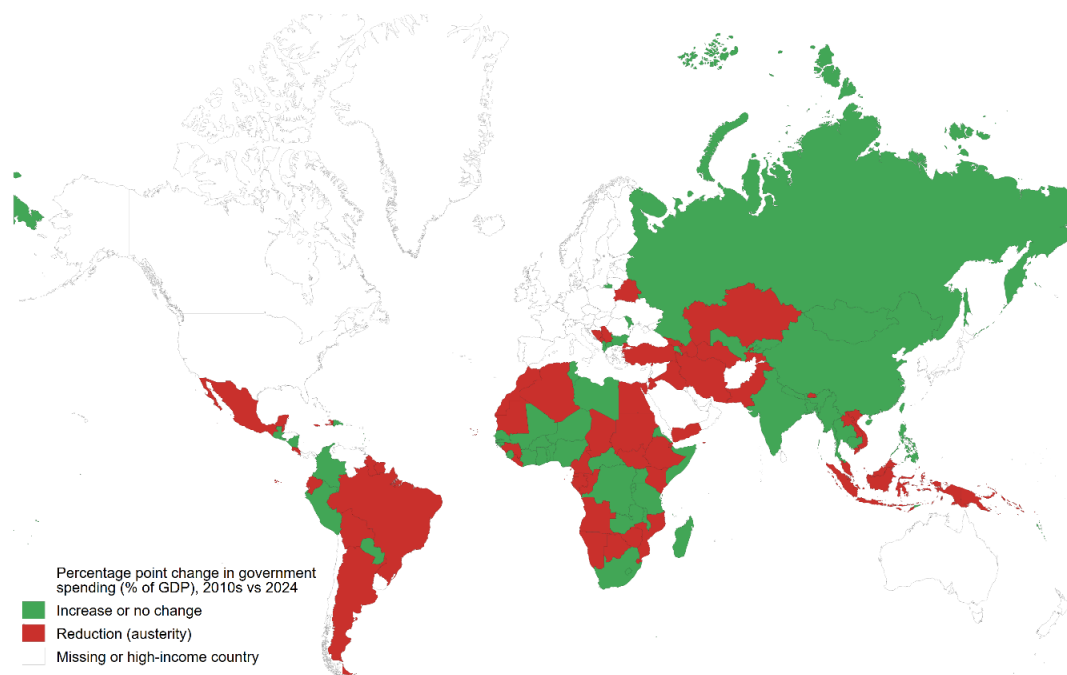 Percentage point change in government
spending (% of GDP), 2010s vs 2024
Increase or no change
Reduction (austerity)
Missing or high-income country